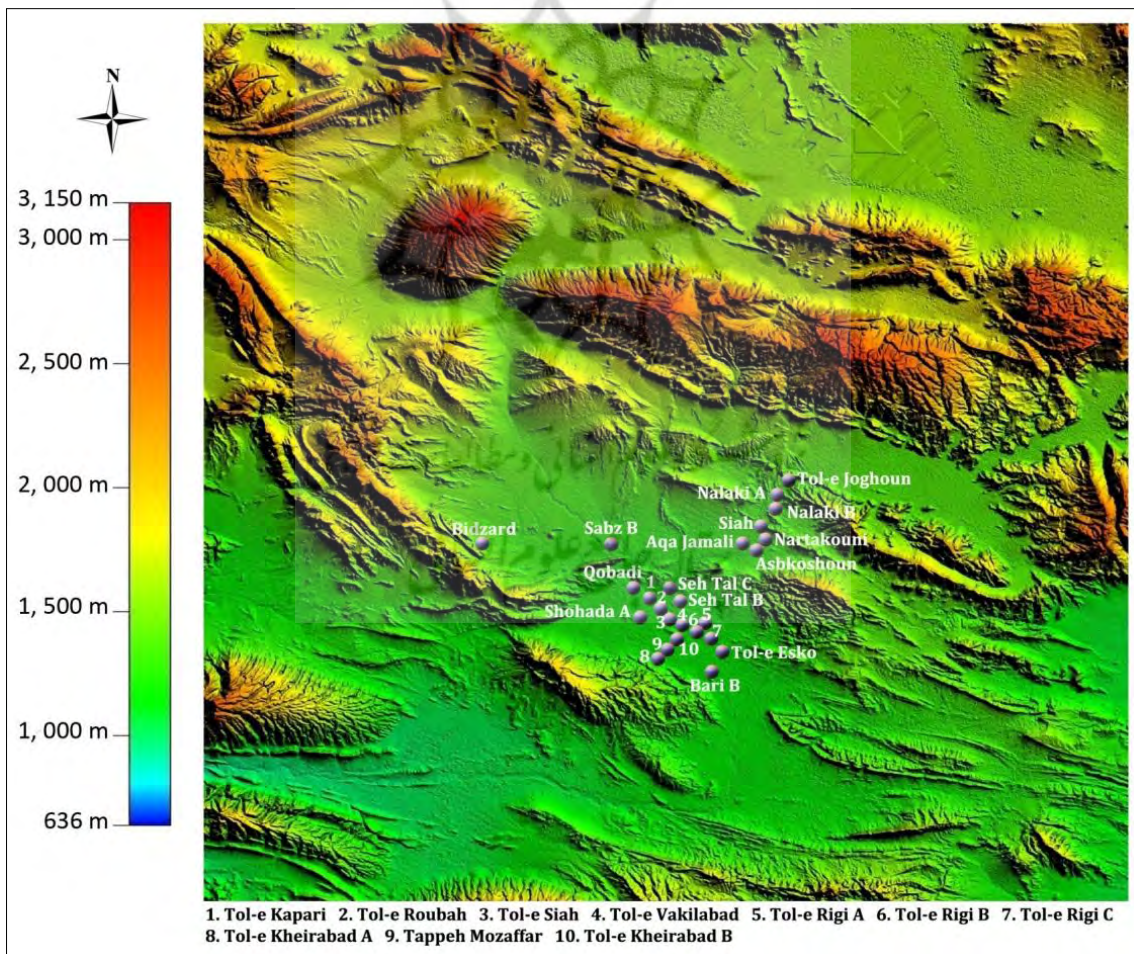 N
3, 150 m
3, 000 m
2, 500 m
2, 000 m
1, 500 m
1, 000 m
636 m
Tol-e Joghoun
Nalaki A
Nalaki B
Siah
Nartakouni
Aqa Jamali
Asbkoshoun
Bidzard
Sabz B
Qobadi
1
Seh Tal C
2
Seh Tal B
Shohada A
3
4
5
6
7
9
10
8
Tol-e Esko
Bari B
1. Tol-e Kapari 2. Tol-e Roubah 3. Tol-e Siah 4. Tol-e Vakilabad 5. Tol-e Rigi A 6. Tol-e Rigi B 7. Tol-e Rigi C
8. Tol-e Kheirabad A 9. Tappeh Mozaffar 10. Tol-e Kheirabad B